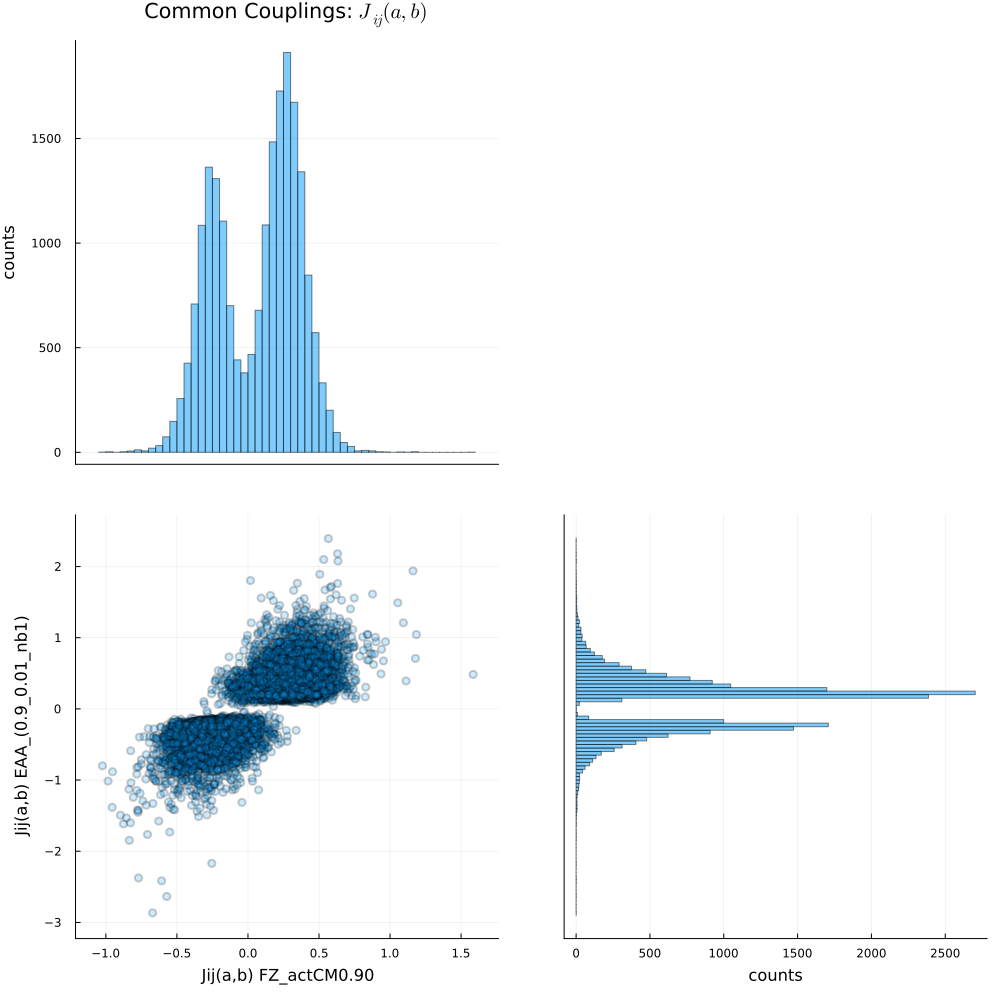 Common Couplings: J_ij(a, b)
counts
1500
1000
500
0
Jij(a,b) EAA_(0.9_0.01_nb1)
2
1
0
−1
−2
−3
−1.0 −0.5 0.0 0.5 1.0 1.5
Jij(a,b) FZ_actCM0.90
0 500 1000 1500 2000 2500
counts